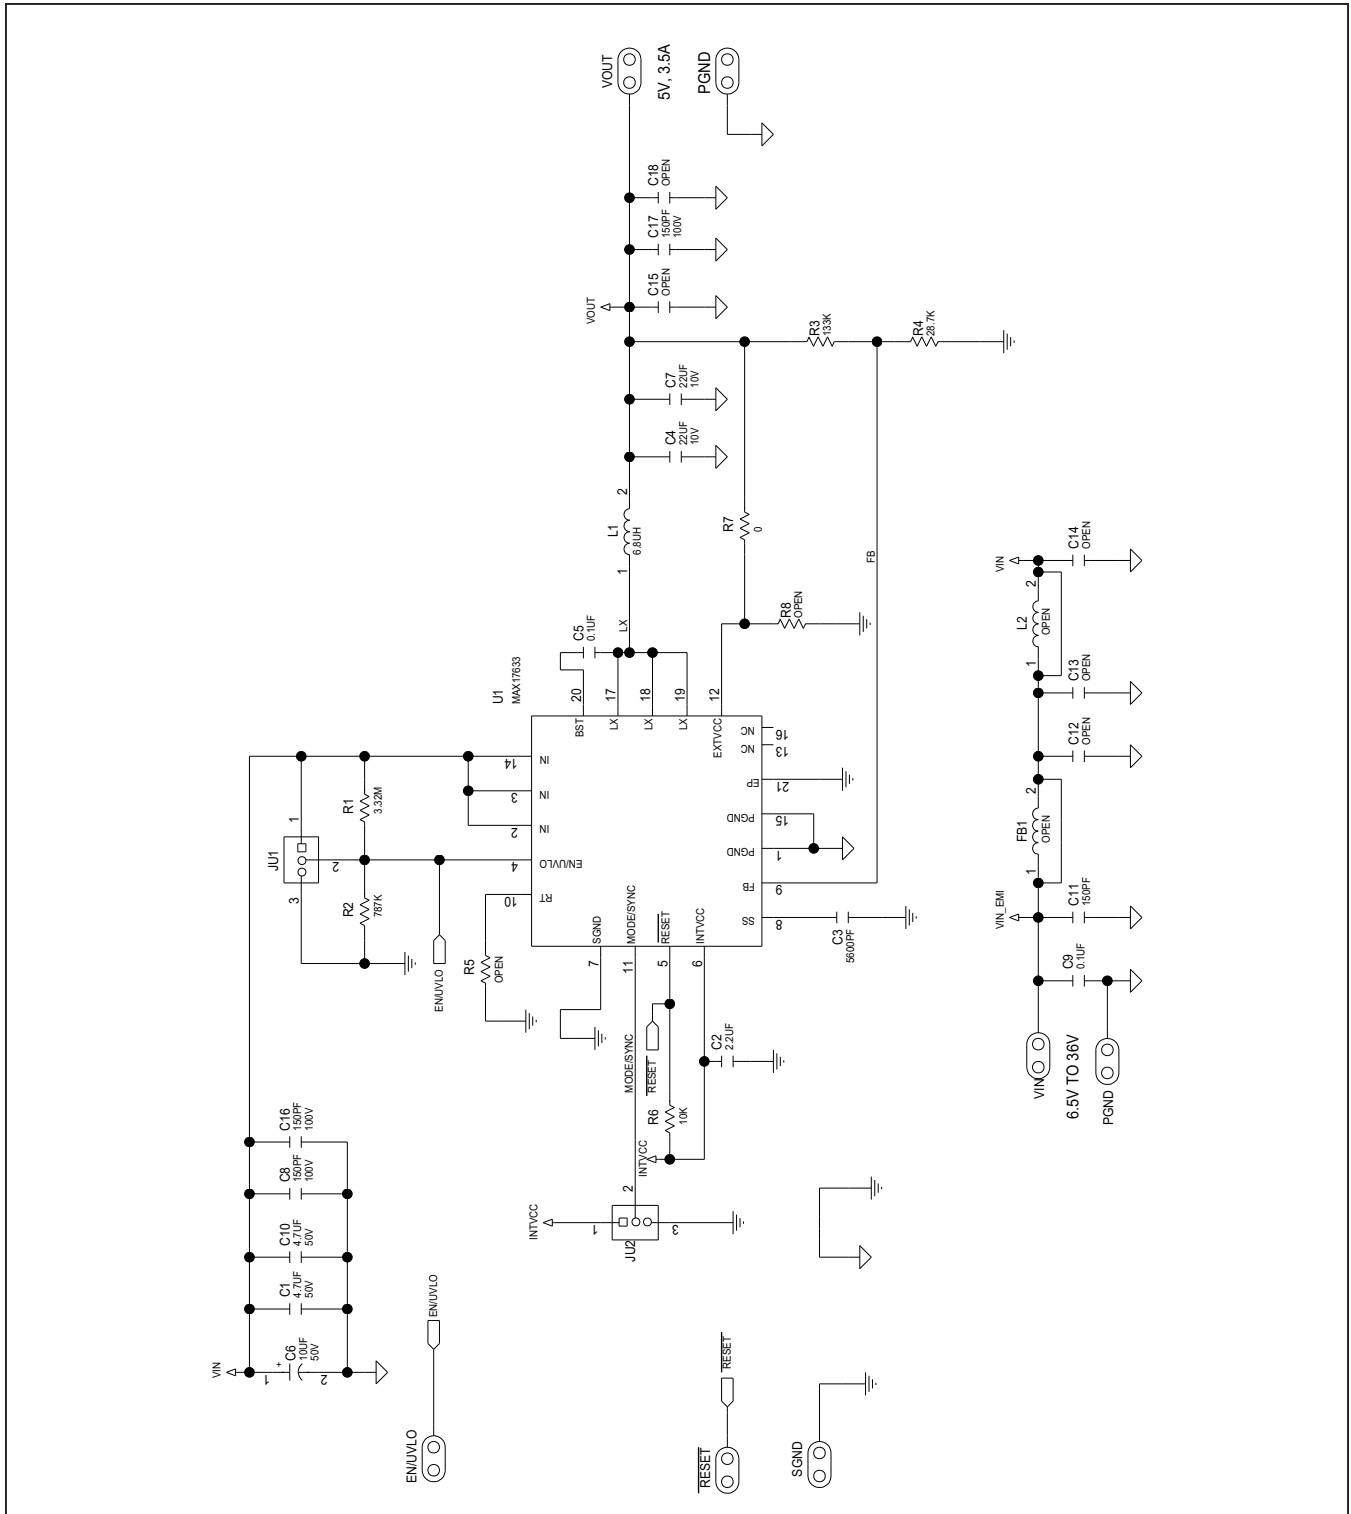 VOUT
5V, 3.5A
PGND
C18
OPEN
C17
150PF
100V
C15
OPEN
VOUT
R3
133K
R4
28.7K
C7
22UF
10V
C4
22UF
10V
2
L1
6.8UH
1
R7
0
FB
LX
C5
0.1UF
R8
OPEN
U1
MAX17633
20
17
18
19
12
BST
LX
LX
LX
EXTVCC
NC
16
NC
13
EP
21
PGND
15
PGND
1
FB
9
SS
8
14
IN
3
IN
2
IN
4
EN/UVLO
10
RT
SGND
MODE/SYNC
RESET
INTVCC
7
11
5
6
R1
3.32M
JU1
1
2
3
R2
787K
EN/UVLO
R5
OPEN
C3
5600PF
MODE/SYNC
RESET
C2
2.2UF
R6
10K
INTVCC
INTVCC
1
2
3
JU2
C16
150PF
100V
C8
150PF
100V
C10
4.7UF
50V
C1
4.7UF
50V
VIN
1
+
C6
10UF
50V
2
EN/UVLO
EN/UVLO
RESET
RESET
SGND
VIN
C14
OPEN
2
L2
OPEN
1
C13
OPEN
C12
OPEN
2
FB1
OPEN
1
VIN_EMI
C11
150PF
C9
0.1UF
VIN
6.5V TO 36V
PGND